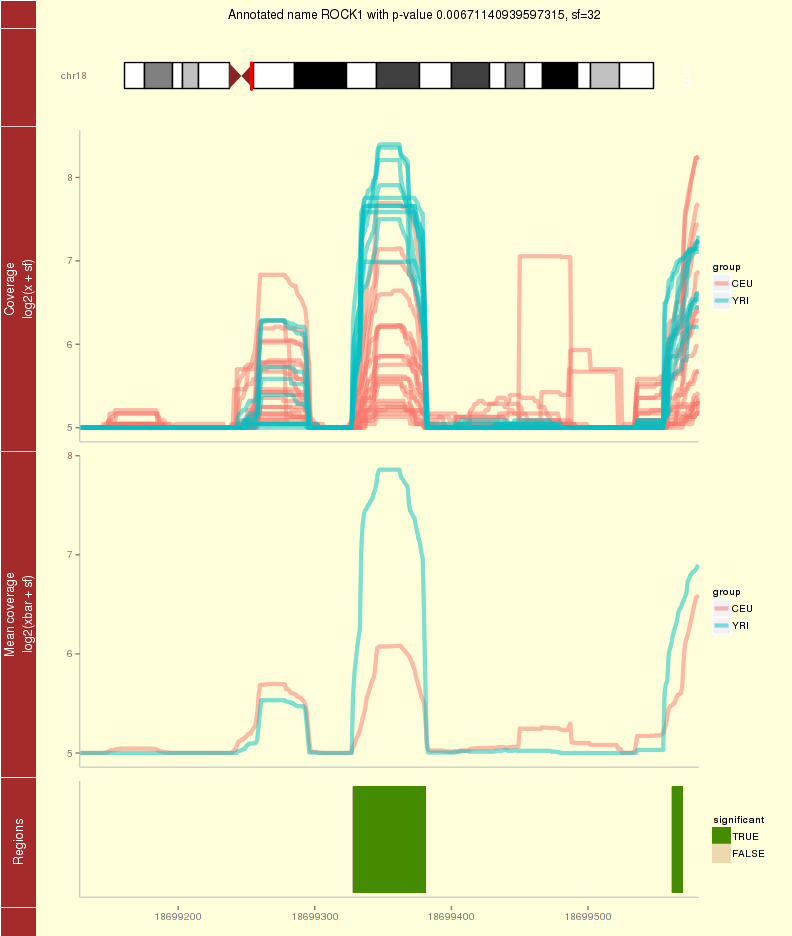 Annotated name ROCK1 with p-value 0.00671140939597315, sf=32
chr18
Coverage
log2(x + sf)
8
7
6
5
group
CEU
YRI
Mean coverage
log2(xbar + sf)
8
7
6
5
group
CEU
YRI
Regions
significant
TRUE
FALSE
18699200
18699300
18699400
18699500